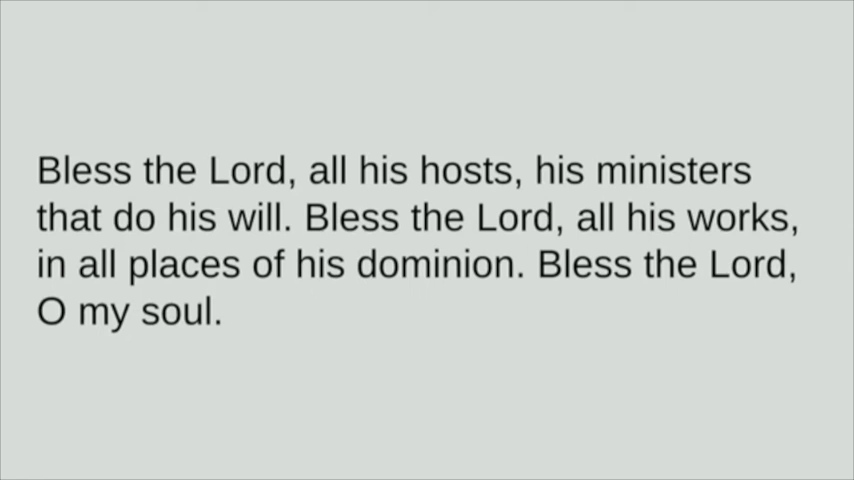 Bless the Lord, all his hosts, his ministers
that do his will. Bless the Lord, all his works,
in all places of his dominion. Bless the Lord,
O my soul.